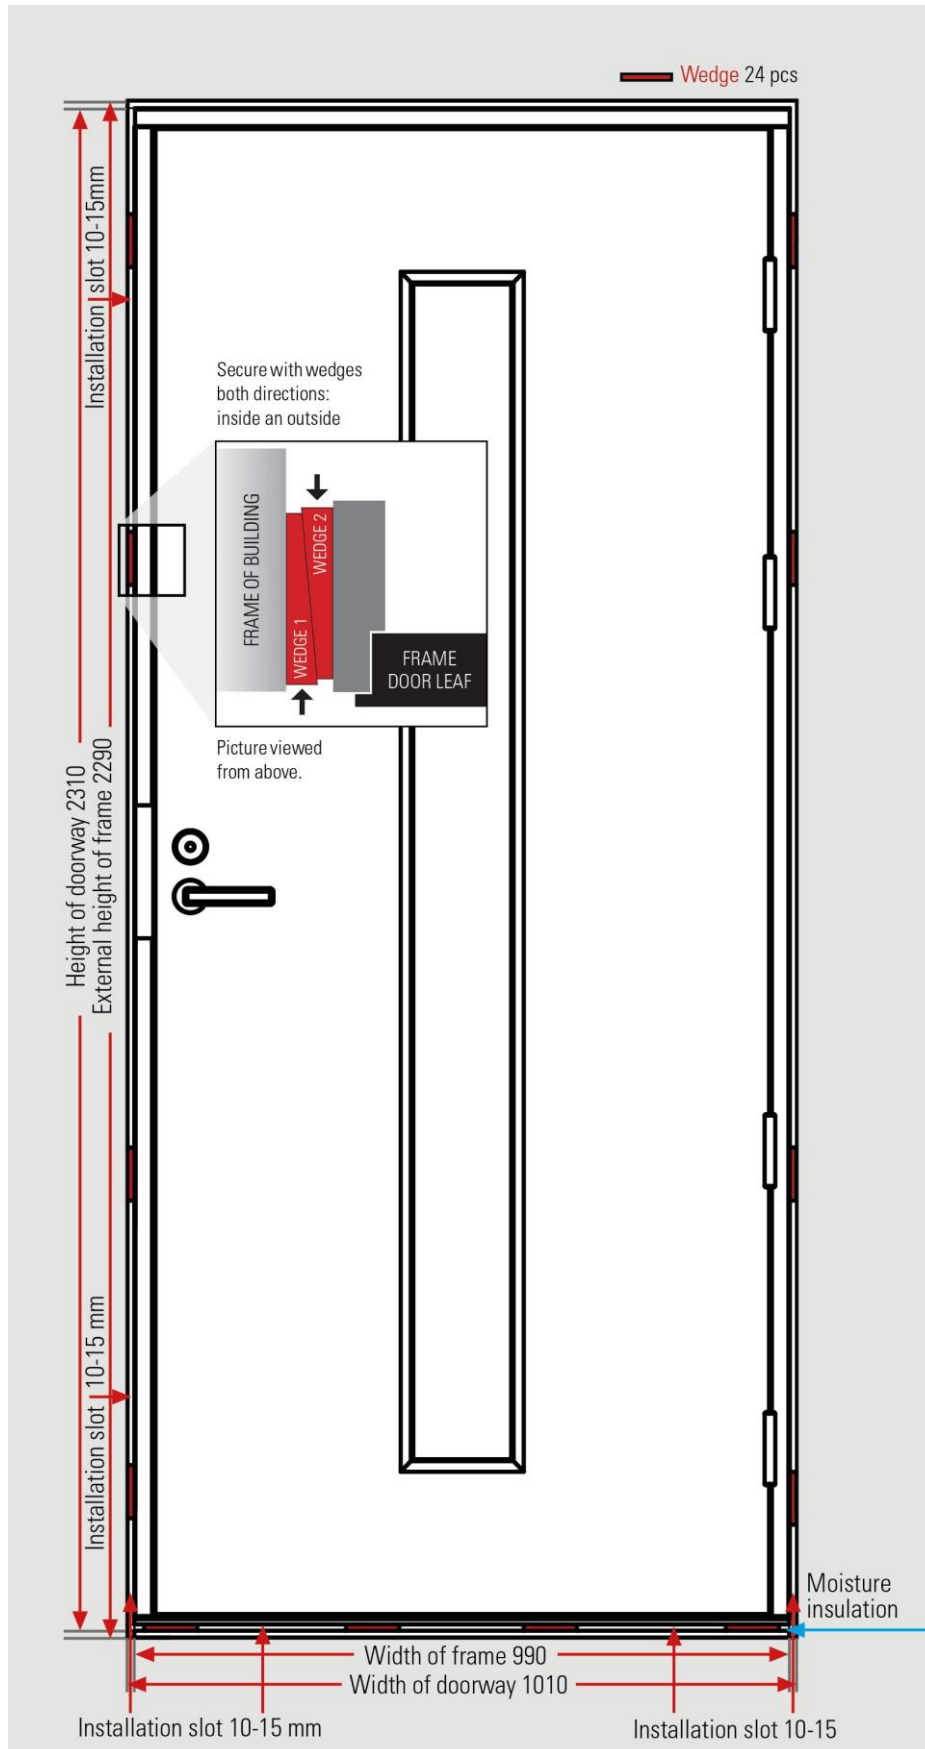 Wedge 24 pcs
Installation slot 10-15mm
Secure with wedges
both directions:
inside an outside
FRAME OF BUILDING
WEDGE 1
WEDGE 2
FRAME
DOOR LEAF
Picture viewed
from above.
Height of doorway 2310
External height of frame 2290
Installation slot 10-15 mm
Moisture
insulation
Width of frame 990
Width of doorway 1010
Installation slot 10-15 mm
Installation slot 10-15